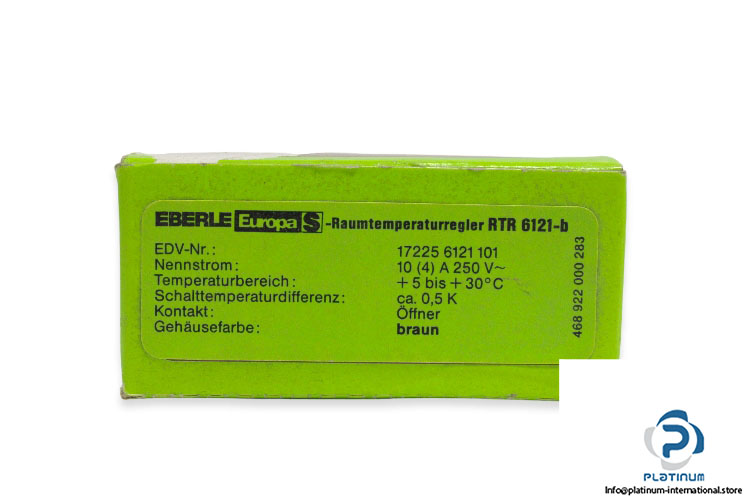 EBERLE Europa S -Raumtemperaturregler RTR 6121-b
EDV-Nr.: 17225 6121 101
Nennstrom: 10 (4) A 250 V~
Temperaturbereich: + 5 bis + 30°C
Schalttemperaturdifferenz: ca. 0,5 K
Kontakt: Öffner
Gehäusefarbe: braun
468 922 000 283
PLATINUM
Info@platinum-international.store